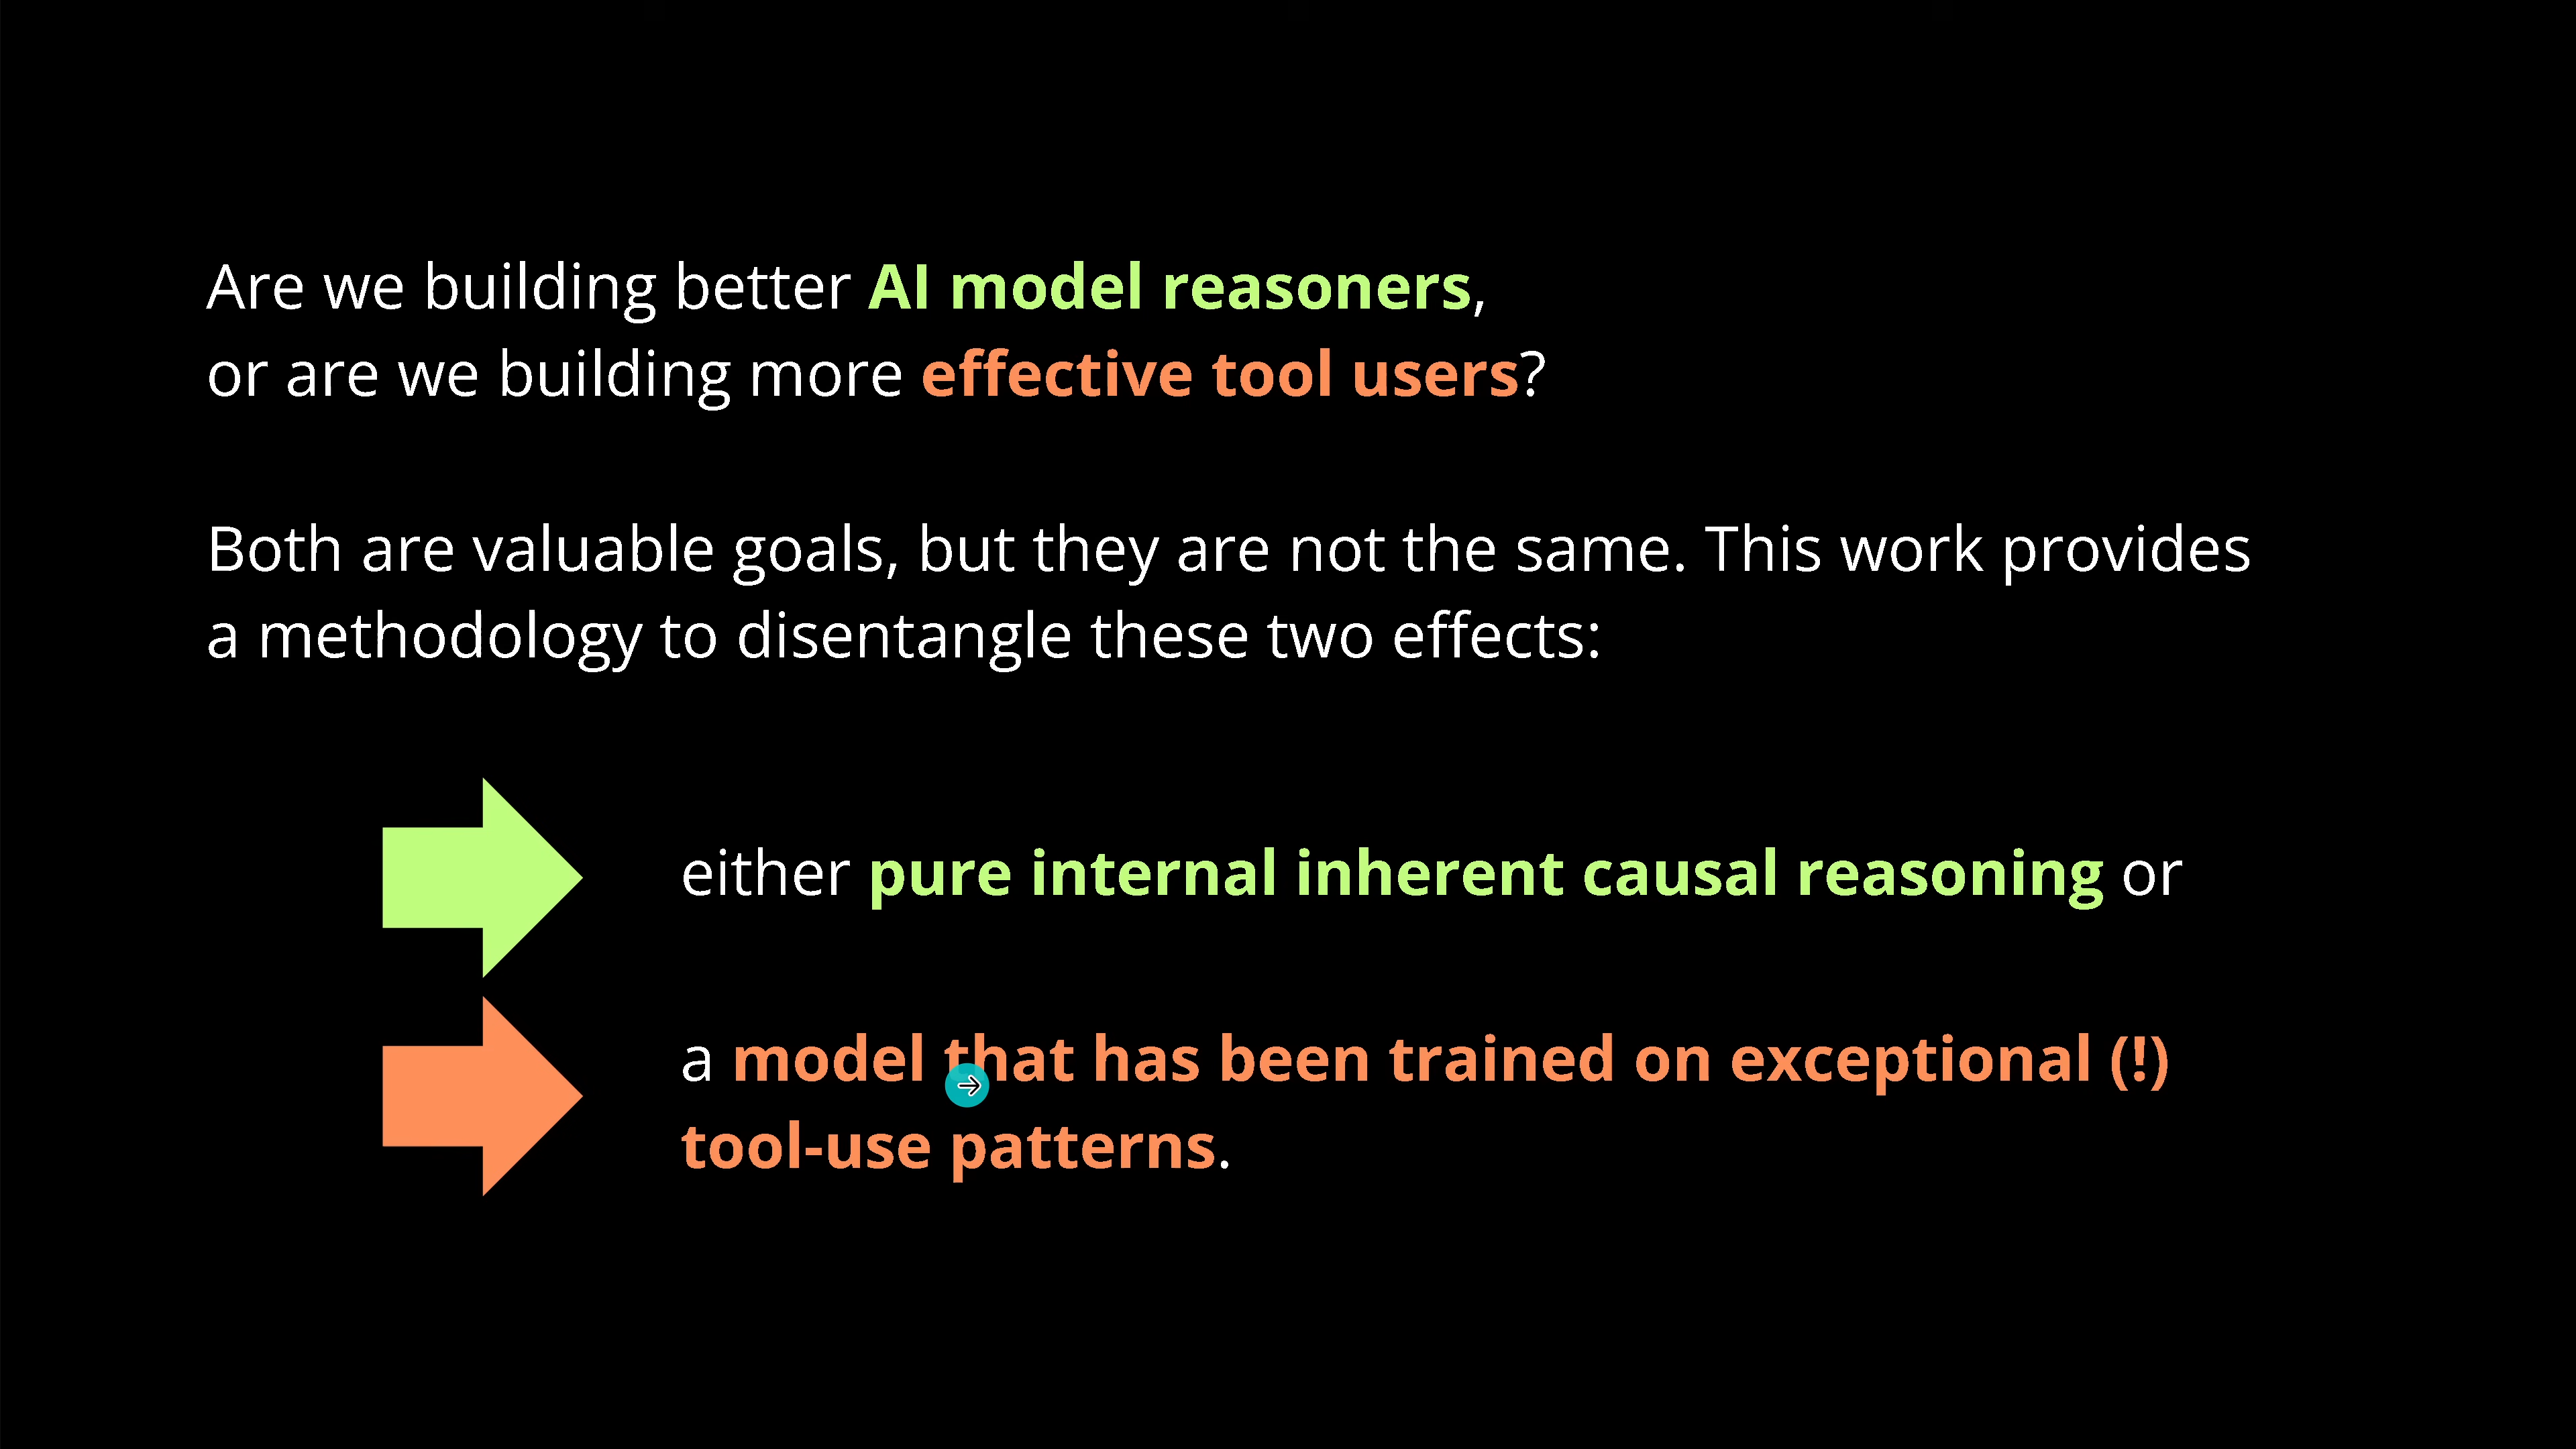 Are we building better AI model reasoners,
or are we building more effective tool users?
Both are valuable goals, but they are not the same. This work provides
a methodology to disentangle these two effects:
either pure internal inherent causal reasoning or
a model that has been trained on exceptional (!)
tool-use patterns.